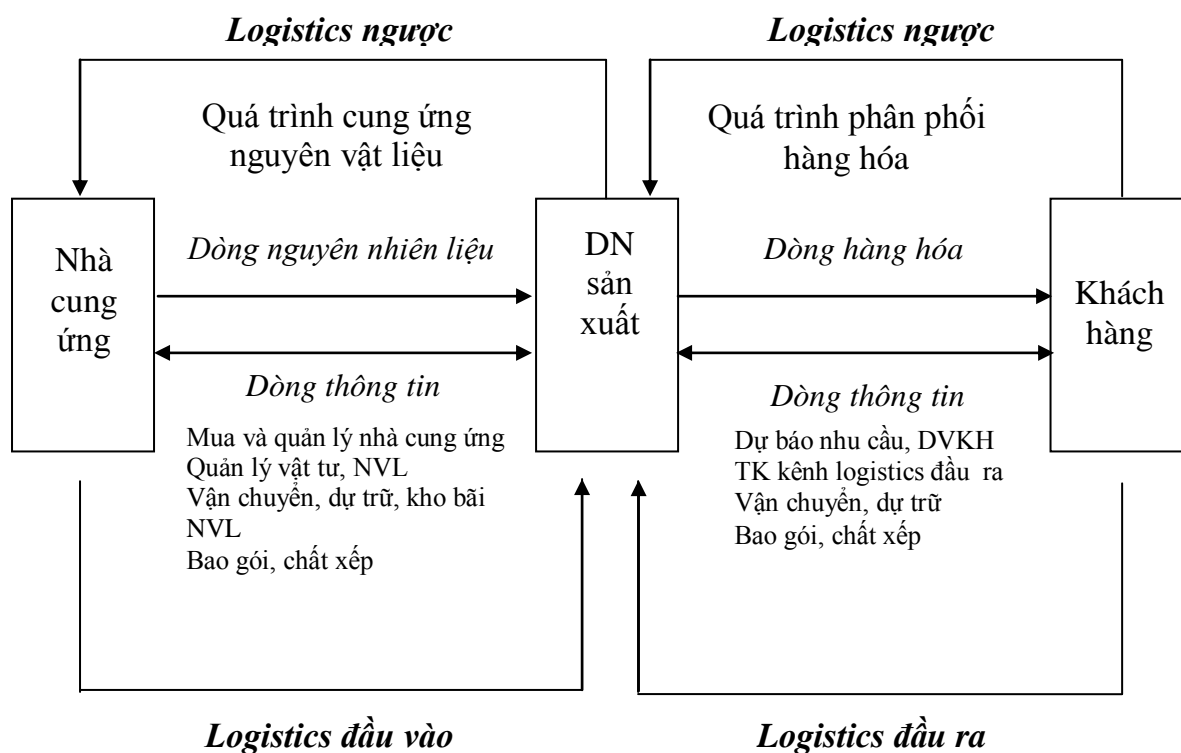 Logistics ngược
Logistics ngược
Quá trình cung ứng
nguyên vật liệu
Quá trình phân phối
hàng hóa
Nhà
cung
ứng
Dòng nguyên nhiên liệu
DN
sản
xuất
Dòng hàng hóa
Khách
hàng
Dòng thông tin
Mua và quản lý nhà cung ứng
Quản lý vật tư, NVL
Vận chuyển, dự trữ, kho bãi
NVL
Bao gói, chất xếp
Dòng thông tin
Dự báo nhu cầu, DVKH
TK kênh logistics đầu ra
Vận chuyển, dự trữ
Bao gói, chất xếp
Logistics đầu vào
Logistics đầu ra